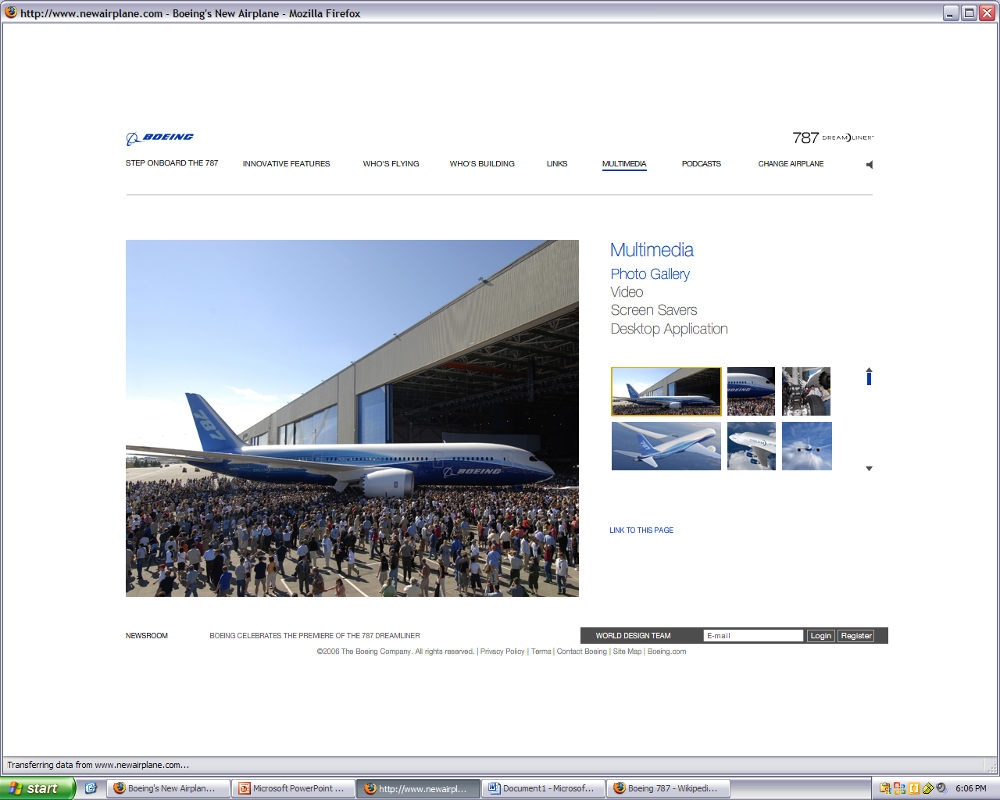 http://www.newairplane.com - Boeing's New Airplane - Mozilla Firefox
BOEING
787 DREAMLINER
STEP ONBOARD THE 787
INNOVATIVE FEATURES
WHO'S FLYING
WHO'S BUILDING
LINKS
MULTIMEDIA
PODCASTS
CHANGE AIRPLANE
787
BOEING
Multimedia
Photo Gallery
Video
Screen Savers
Desktop Application
LINK TO THIS PAGE
NEWSROOM
BOEING CELEBRATES THE PREMIERE OF THE 787 DREAMLINER
WORLD DESIGN TEAM
E-mail
Login
Register
©2006 The Boeing Company. All rights reserved. | Privacy Policy | Terms | Contact Boeing | Site Map | Boeing.com
Transferring data from www.newairplane.com...
start
Boeing's New Airplan...
Microsoft PowerPoint ...
http://www.newairpl...
Document1 - Microsof...
Boeing 787 - Wikipedi...
6:06 PM